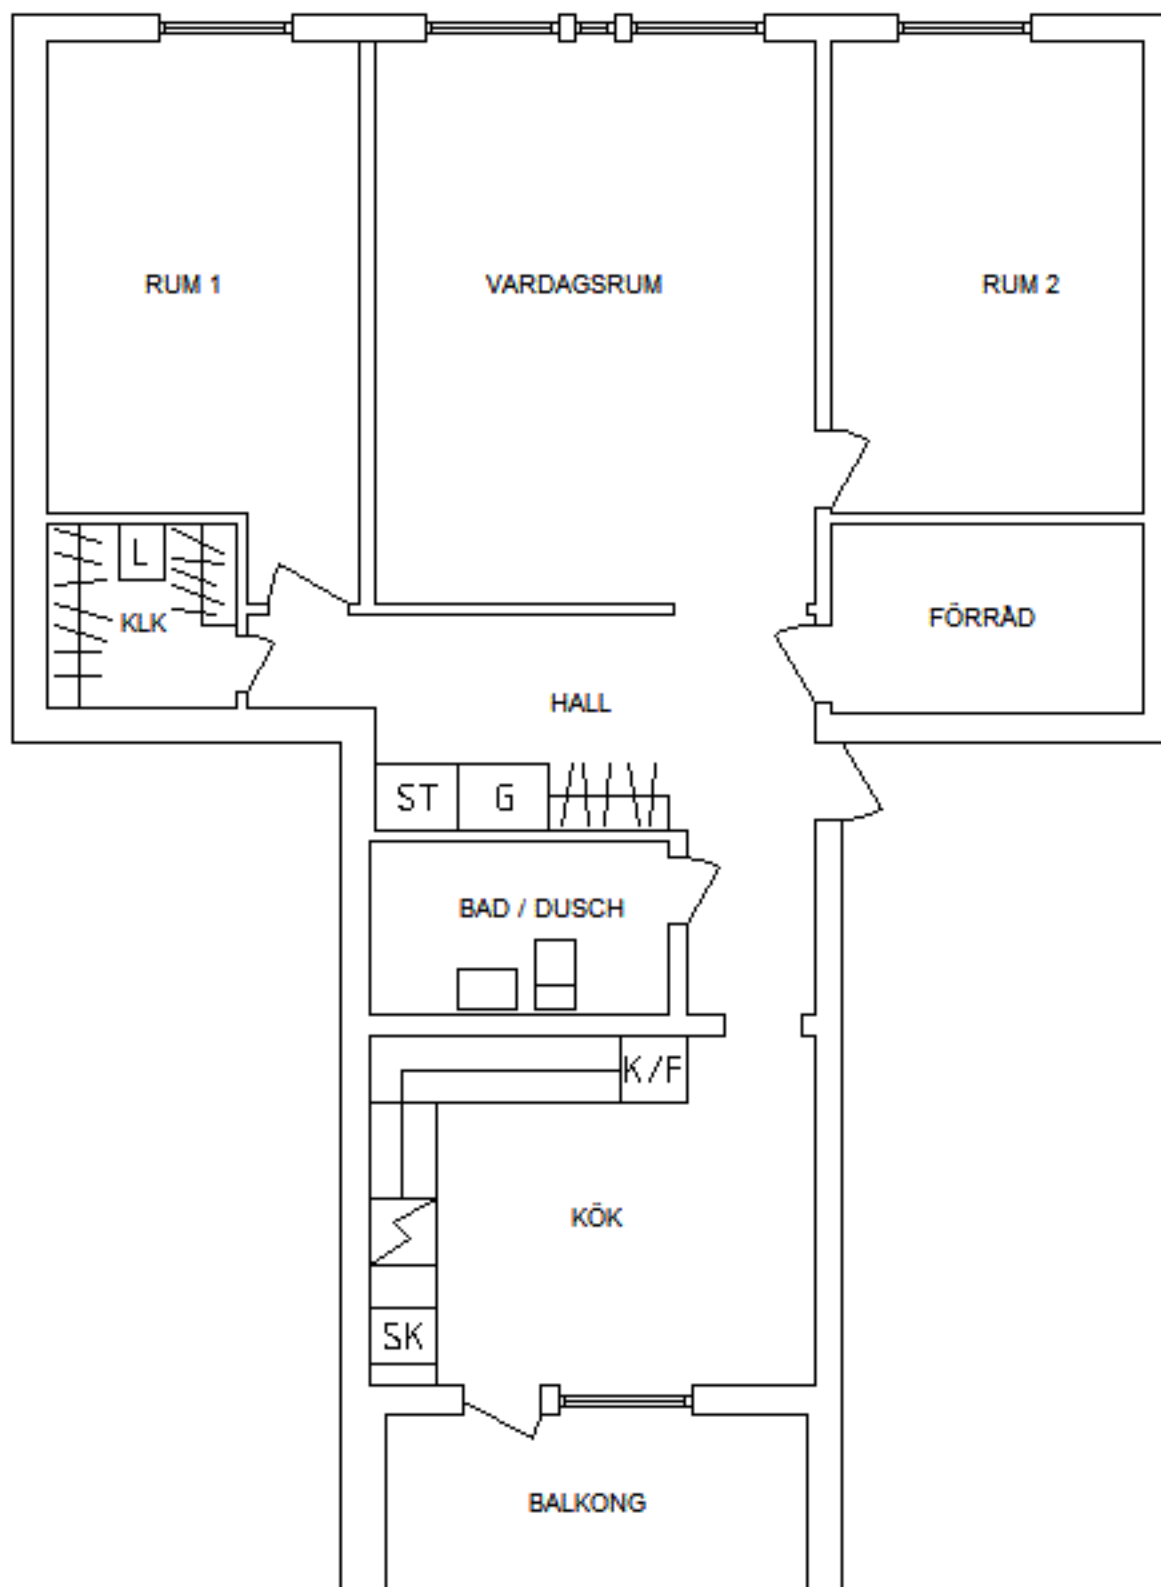 RUM 1
VARDAGSRUM
RUM 2
L
KLK
FÖRRÅD
HALL
ST
G
BAD / DUSCH
K/F
KÖK
SK
BALKONG